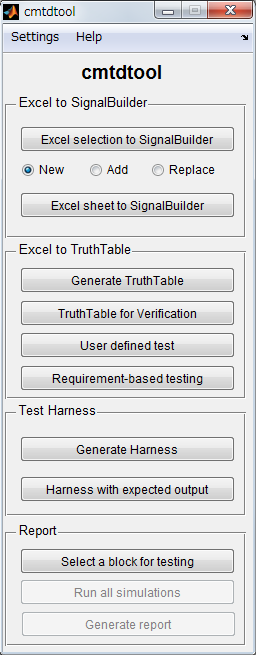 cmtdtool
Settings Help
cmtdtool
Excel to SignalBuilder
Excel selection to SignalBuilder
New Add Replace
Excel sheet to SignalBuilder
Excel to TruthTable
Generate TruthTable
TruthTable for Verification
User defined test
Requirement-based testing
Test Harness
Generate Harness
Harness with expected output
Report
Select a block for testing
Run all simulations
Generate report